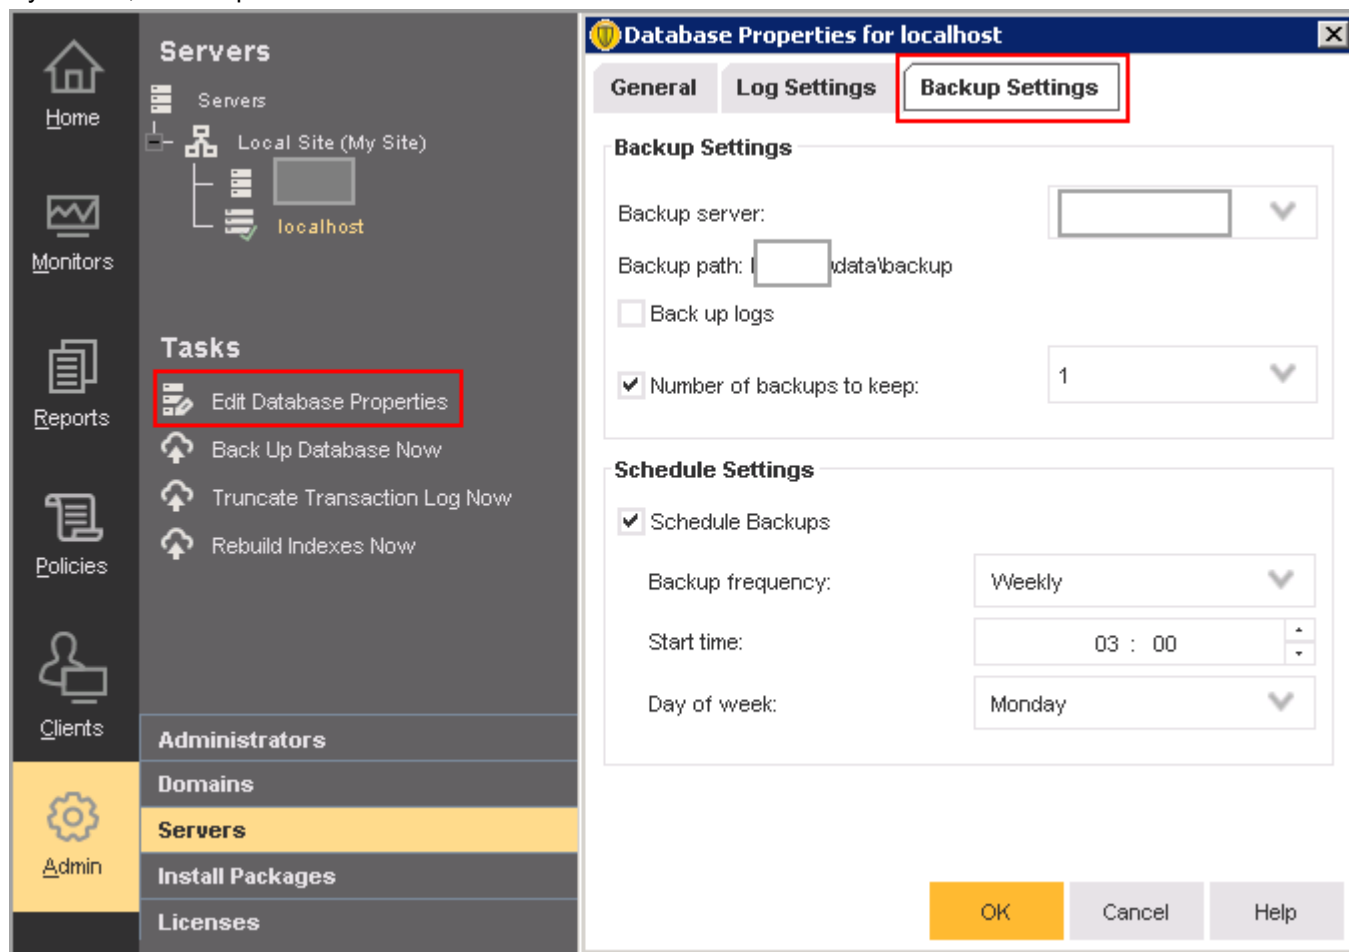 Home
Monitors
Reports
Policies
Clients
Admin
Servers
Servers
Local Site (My Site)
localhost
Tasks
Edit Database Properties
Back Up Database Now
Truncate Transaction Log Now
Rebuild Indexes Now
Administrators
Domains
Servers
Install Packages
Licenses
Database Properties for localhost
General Log Settings Backup Settings
Backup Settings
Backup server:
Backup path: \data\backup
Back up logs
Number of backups to keep: 1
Schedule Settings
Schedule Backups
Backup frequency: Weekly
Start time: 03 : 00
Day of week: Monday
OK Cancel Help